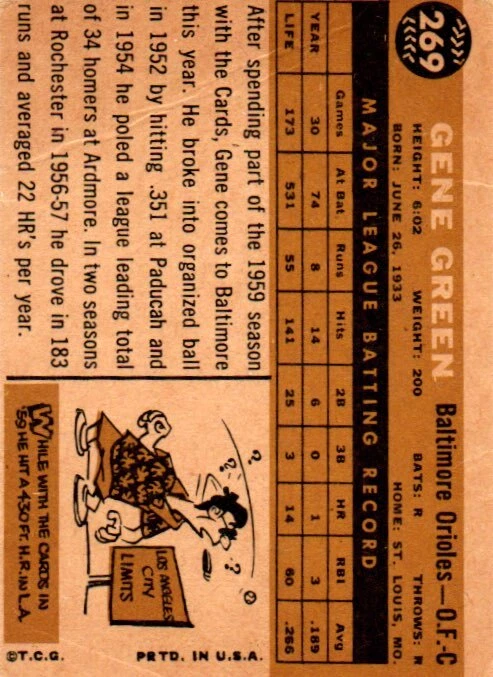 269
GENE GREEN Baltimore Orioles—O.F.-C
HEIGHT: 6:02 WEIGHT: 200 BATS: R THROWS: R
BORN: JUNE 26, 1933 HOME: ST. LOUIS, MO.
MAJOR LEAGUE BATTING RECORD
Games At Bat Runs Hits 2B 3B HR RBI Avg
YEAR 30 74 8 14 6 0 1 3 .189
LIFE 173 531 55 141 25 3 14 60 .266
After spending part of the 1959 season
with the Cards, Gene comes to Baltimore
this year. He broke into organized ball
in 1952 by hitting .351 at Paducah and
in 1954 he poled a league leading total
of 34 homers at Ardmore. In two seasons
at Rochester in 1956-57 he drove in 183
runs and averaged 22 HR's per year.
? ? ?
LOS ANGELES
CITY
LIMITS
WHILE WITH THE CARDS IN
'59 HE HIT A 430 FT. H.R. IN L.A.
©T.C.G. PRTD. IN U.S.A.